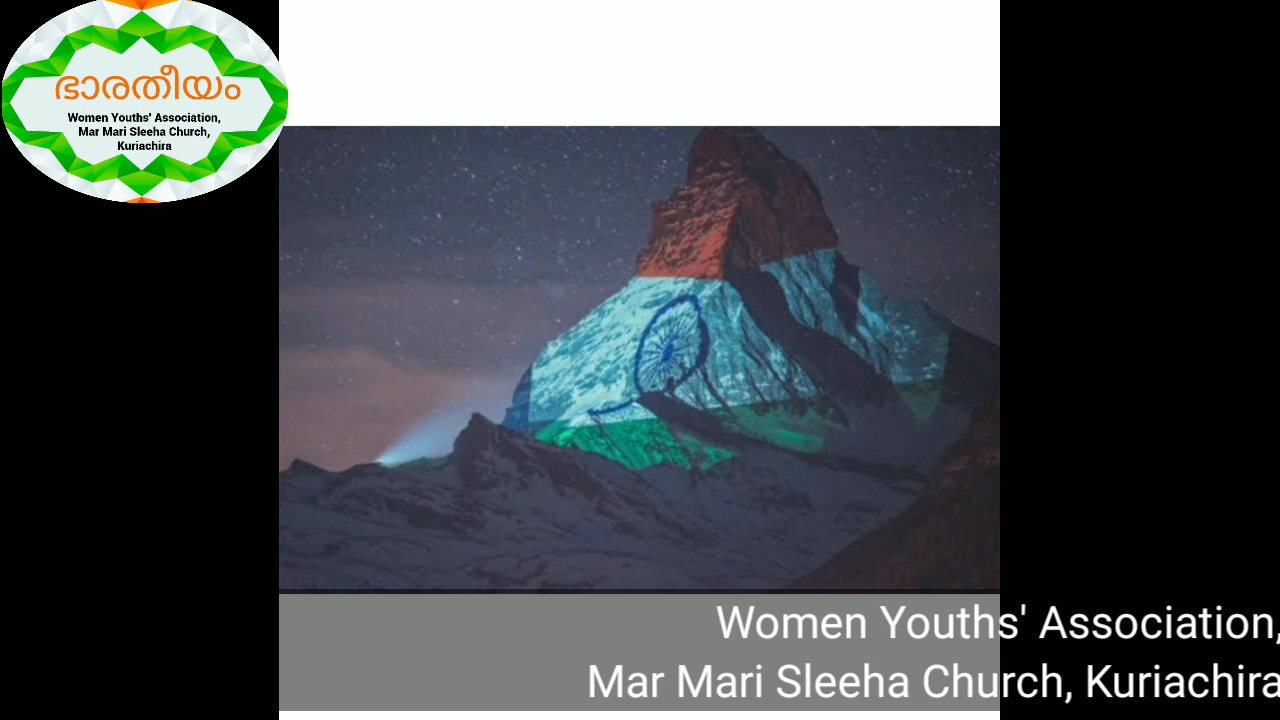 ഭാരതീയം
Women Youths' Association,
Mar Mari Sleeha Church,
Kuriachira
Women Youths' Association,
Mar Mari Sleeha Church, Kuriachira